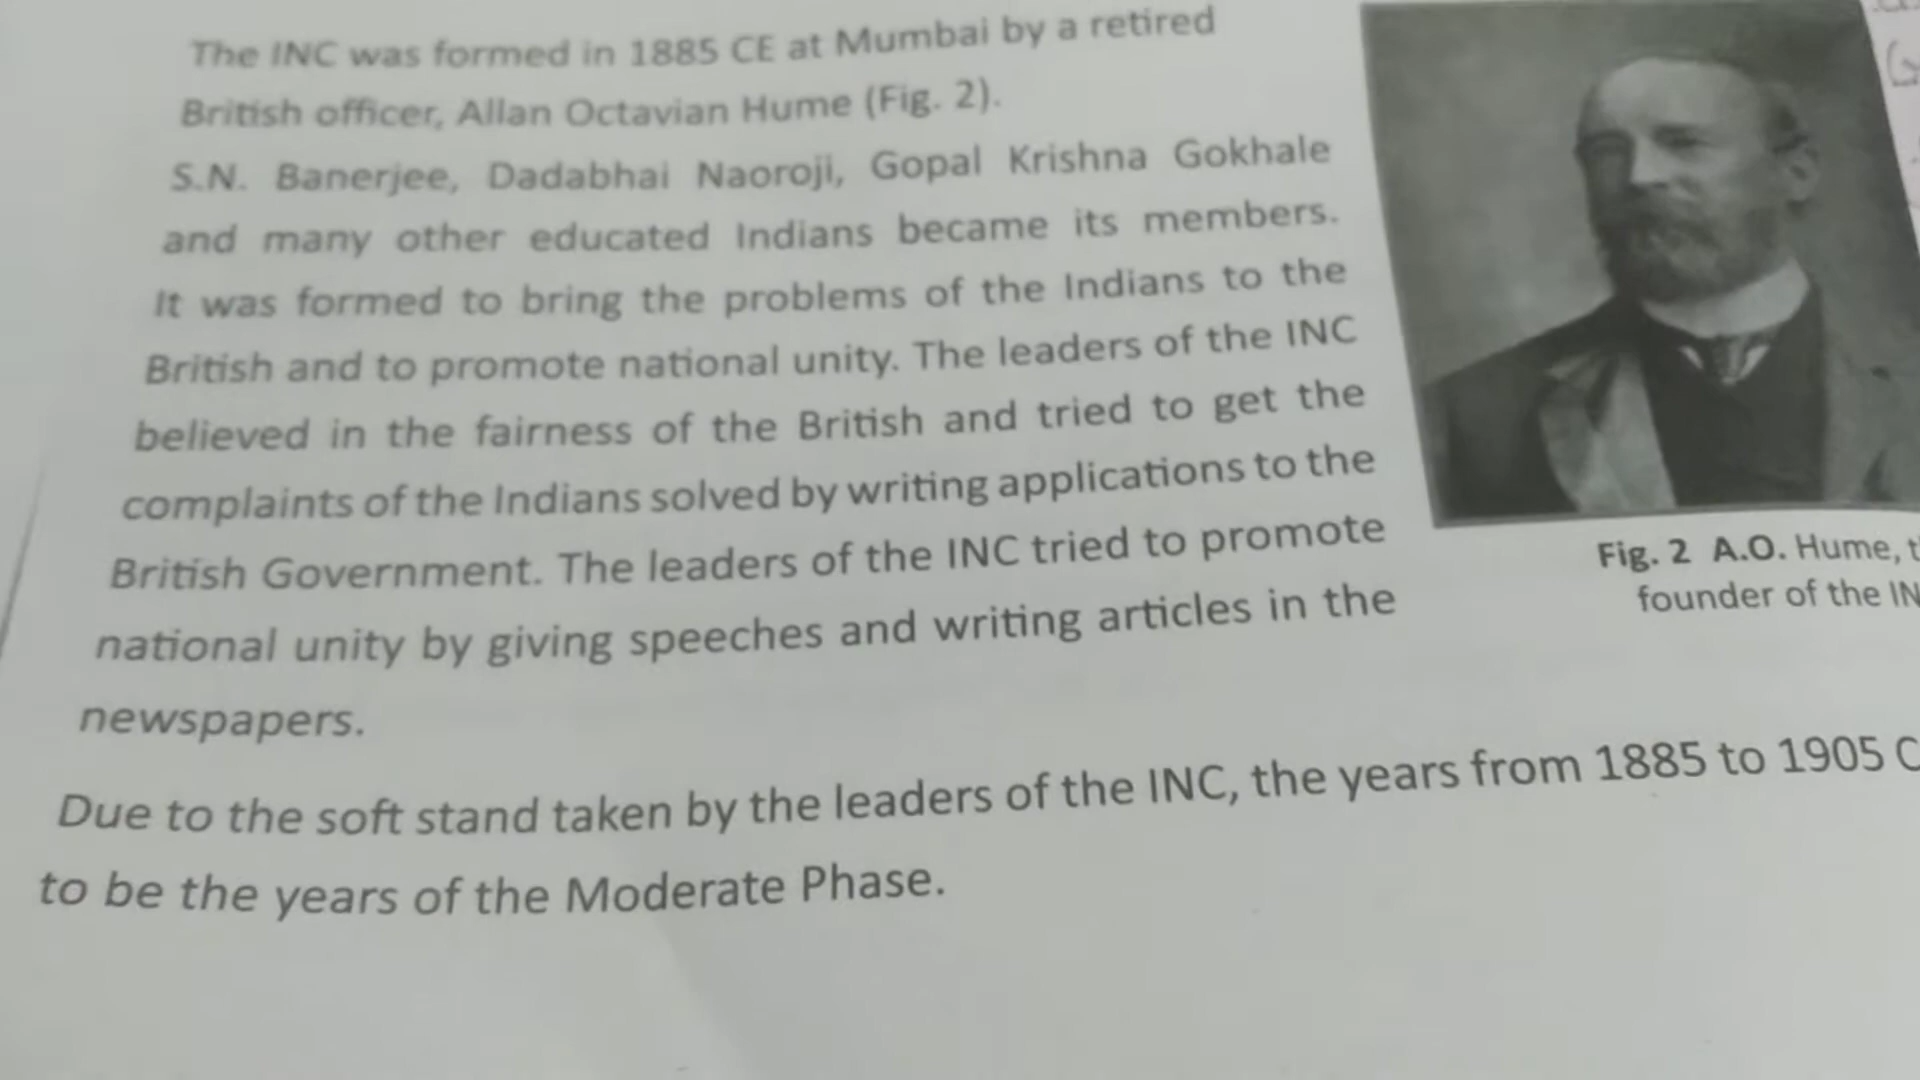 The INC was formed in 1885 CE at Mumbai by a retired
British officer, Allan Octavian Hume (Fig. 2).
S.N. Banerjee, Dadabhai Naoroji, Gopal Krishna Gokhale
and many other educated Indians became its members.
It was formed to bring the problems of the Indians to the
British and to promote national unity. The leaders of the INC
believed in the fairness of the British and tried to get the
complaints of the Indians solved by writing applications to the
British Government. The leaders of the INC tried to promote
national unity by giving speeches and writing articles in the
newspapers.
Fig. 2 A.O. Hume,
founder of the
Due to the soft stand taken by the leaders of the INC, the years from 1885 to 1905
to be the years of the Moderate Phase.